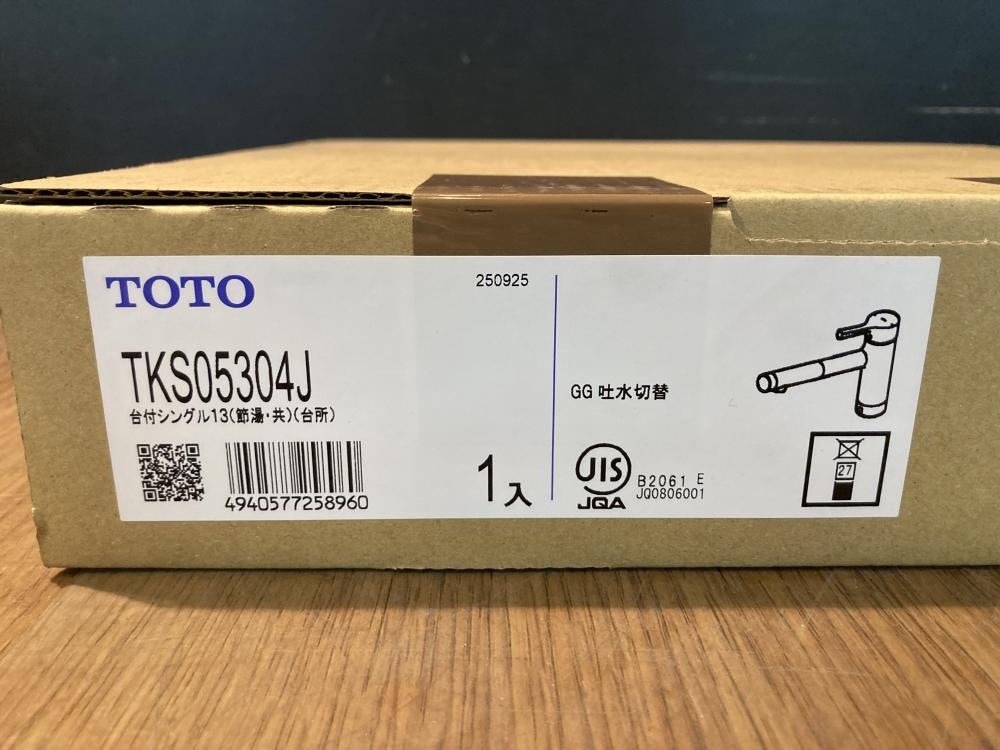 TOTO
250925
TKS05304J
台付シングル13(節湯・共)(台所)
4940577258960
1入
GG 吐水切替
JIS
JQA
B2061 E
JQ0806001
27